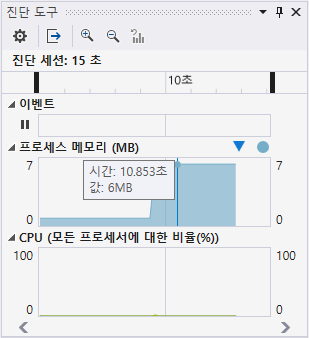 진단 도구
진단 세션: 15 초
10초
이벤트
프로세스 메모리 (MB)
7
7
시간: 10.853초
값: 6MB
0
0
CPU (모든 프로세서에 대한 비율(%))
100
100
0
0